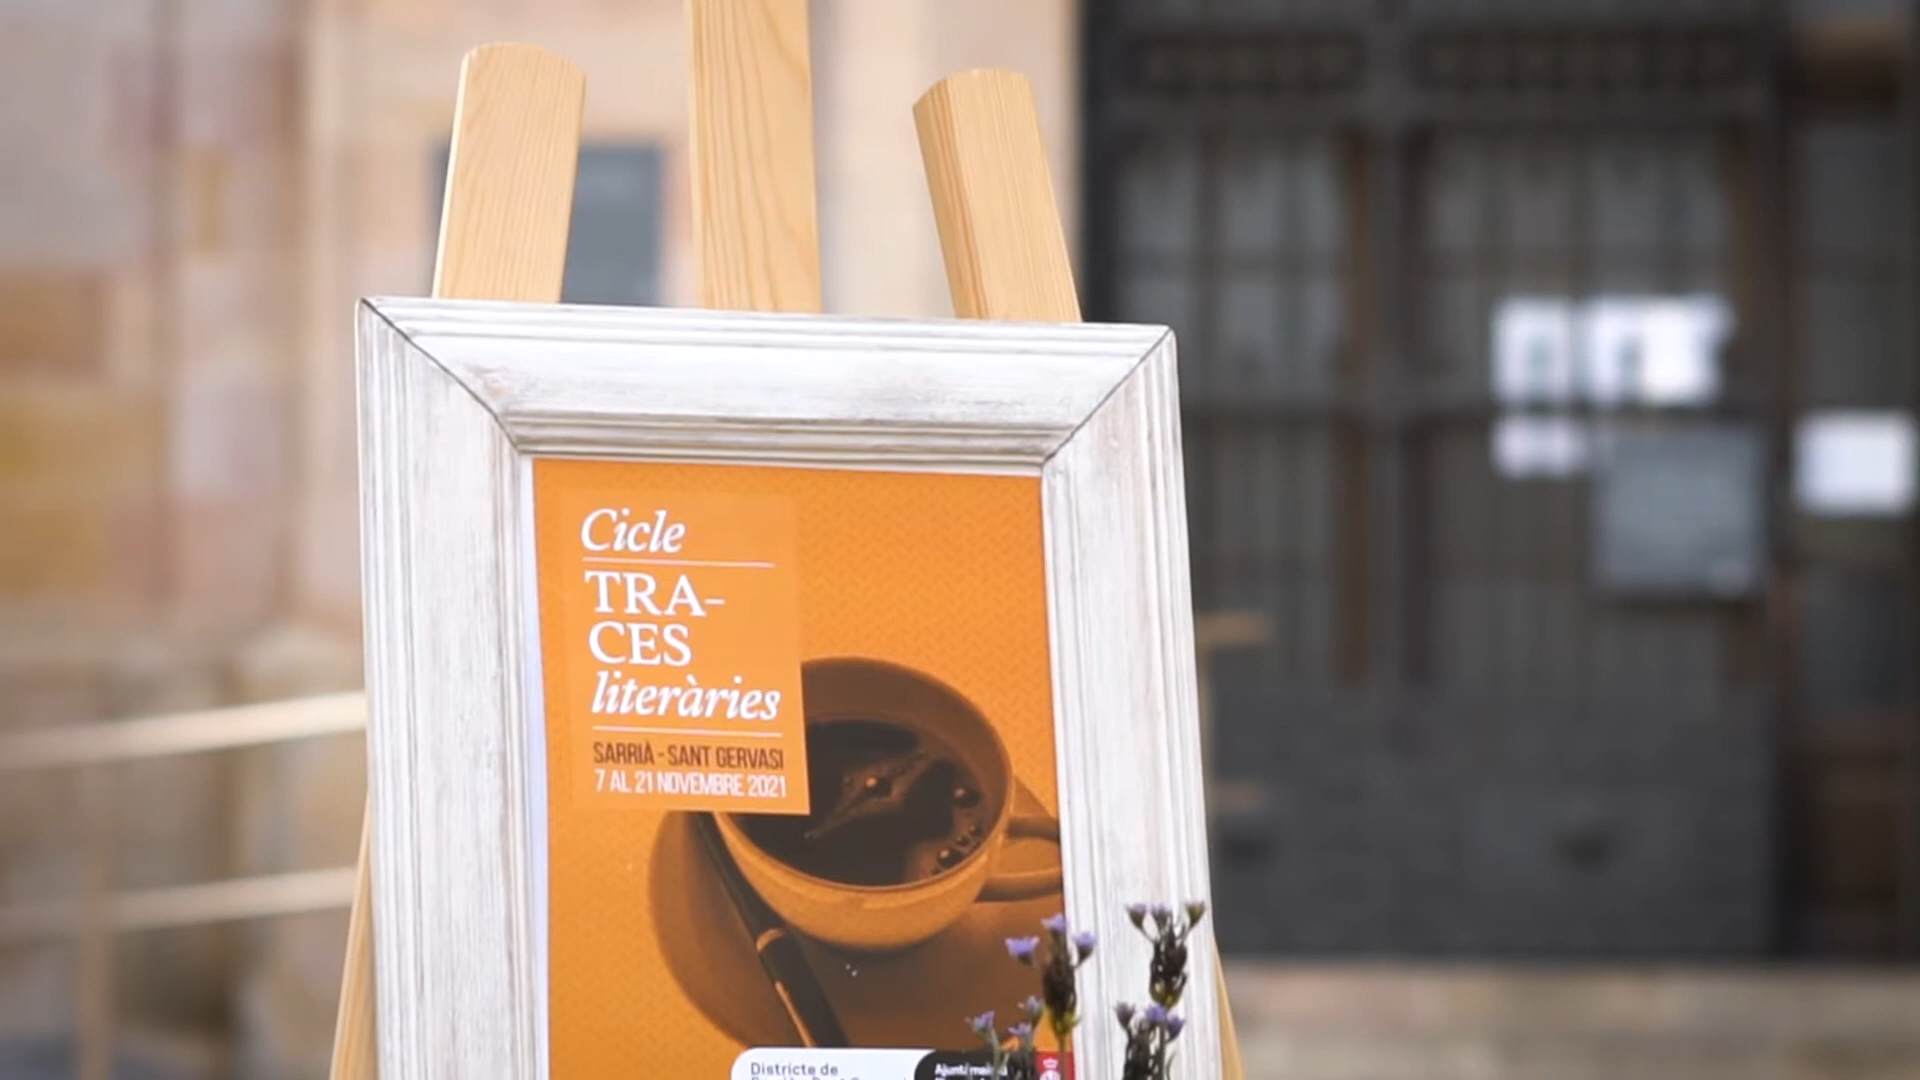 Cicle
TRA-
CES
literàries
SARRIÀ - SANT GERVASI
7 AL 21 NOVEMBRE 2021
Districte de